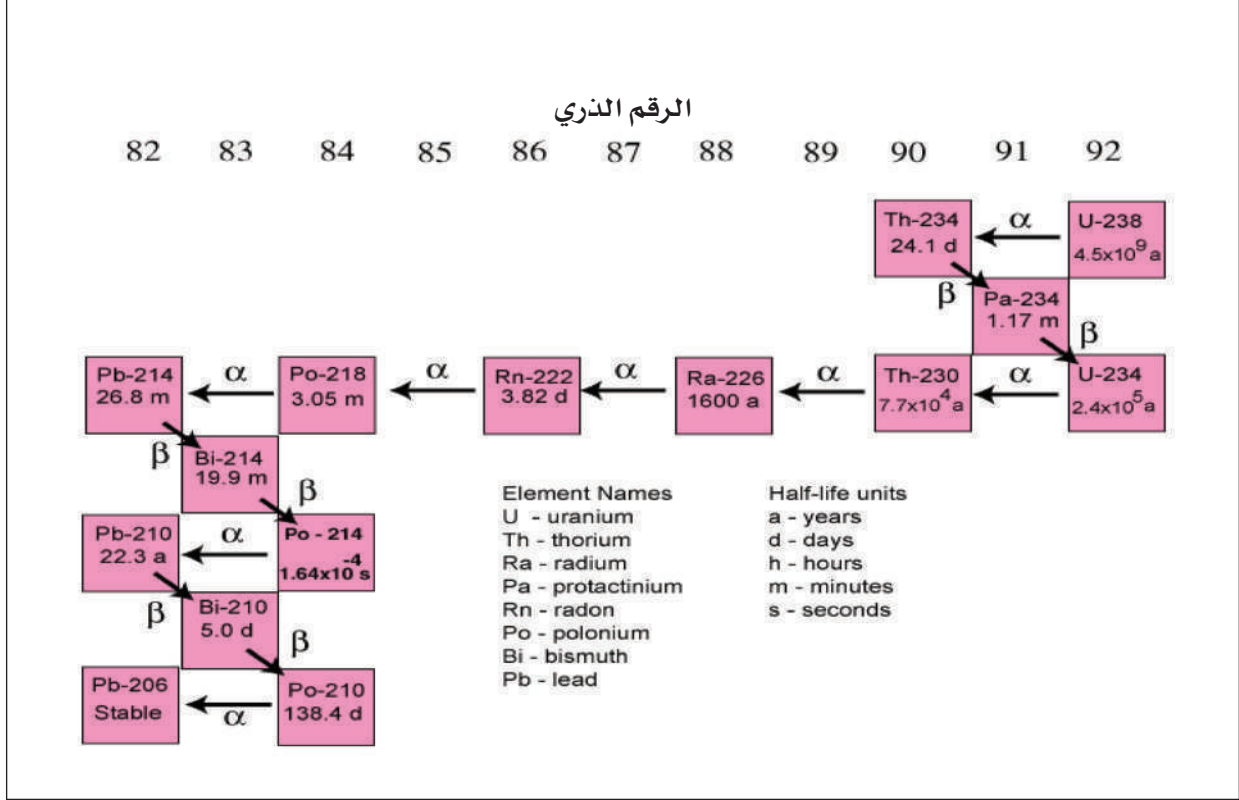 الرقم الذري
82 83 84 85 86 87 88 89 90 91 92
Th-234 α U-238
24.1 d 4.5x10⁹ a
β Pa-234
1.17 m β
Pb-214 α Po-218 α Rn-222 α Ra-226 α Th-230 α U-234
26.8 m 3.05 m 3.82 d 1600 a 7.7x10⁴ a 2.4x10⁵ a
β Bi-214
19.9 m β
Pb-210 α Po - 214
22.3 a 1.64x10⁻⁴ s
β Bi-210
5.0 d β
Pb-206 Po-210
Stable α 138.4 d
Element Names
U - uranium
Th - thorium
Ra - radium
Pa - protactinium
Rn - radon
Po - polonium
Bi - bismuth
Pb - lead
Half-life units
a - years
d - days
h - hours
m - minutes
s - seconds